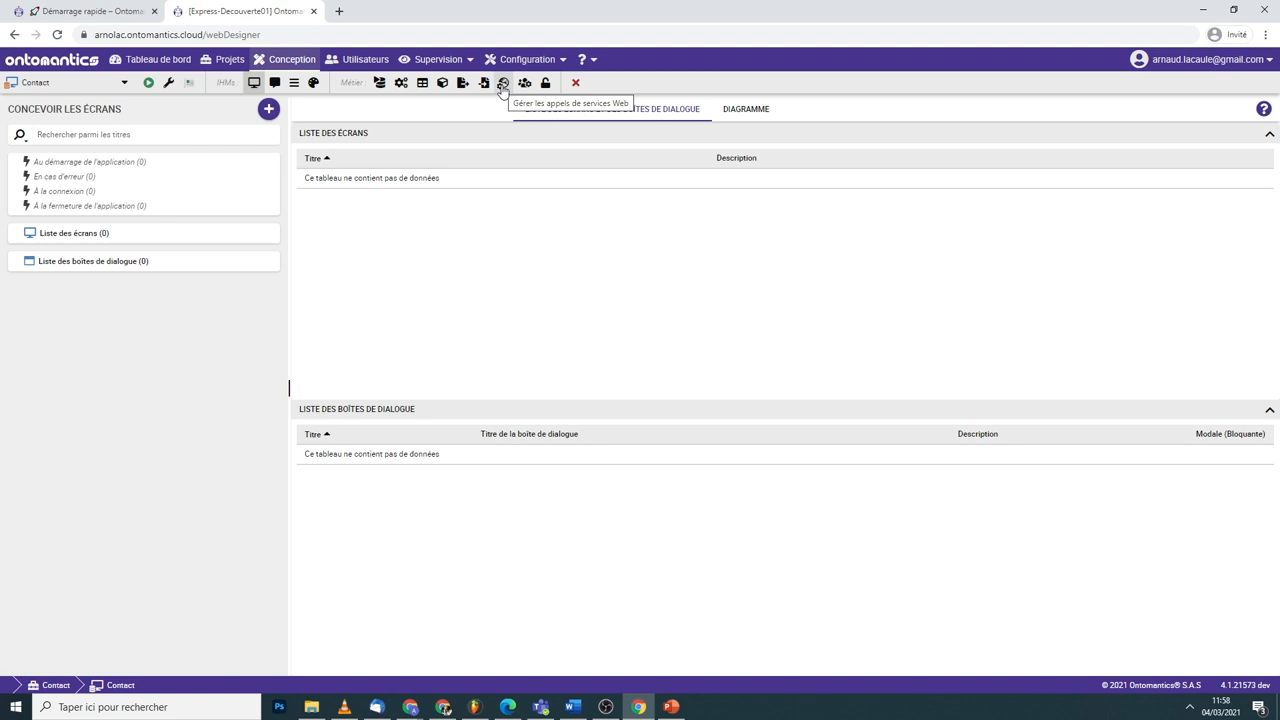 Démarrage rapide – Ontoma
[Express-Decouverte01] Ontoma
arnolac.ontomantics.cloud/webDesigner
Invité
ontomantics
Tableau de bord
Projets
Conception
Utilisateurs
Supervision
Configuration
?
arnaud.lacaule@gmail.com
Contact
IHMs :
Métier :
Gérer les appels de services Web
CONCEVOIR LES ÉCRANS
DIAGRAMME
Rechercher parmi les titres
LISTE DES ÉCRANS
Titre
Description
Au démarrage de l'application (0)
En cas d'erreur (0)
À la connexion (0)
À la fermeture de l'application (0)
Ce tableau ne contient pas de données
Liste des écrans (0)
Liste des boîtes de dialogue (0)
LISTE DES BOÎTES DE DIALOGUE
Titre
Titre de la boîte de dialogue
Description
Modale (Bloquante)
Ce tableau ne contient pas de données
Contact
Contact
© 2021 Ontomantics® S.A.S
4.1.21573 dev
Taper ici pour rechercher
11:58
04/03/2021